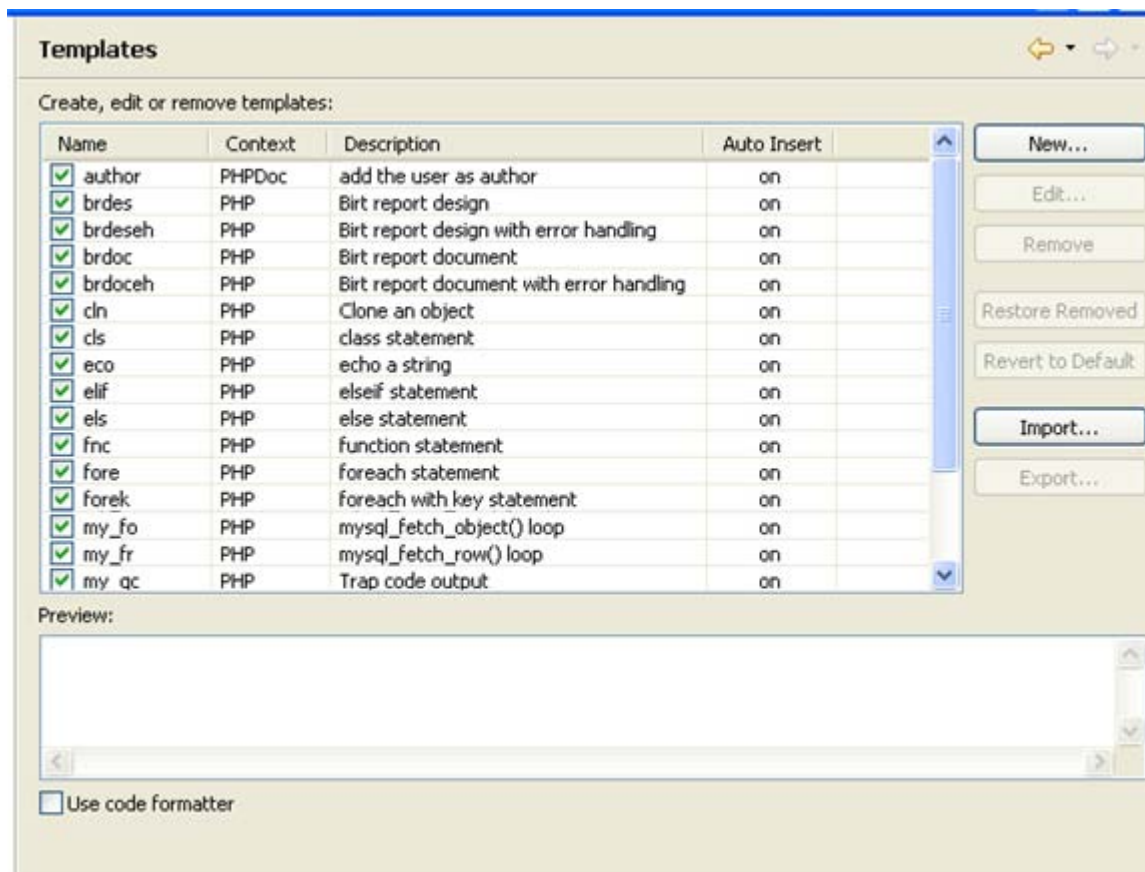 Templates
Create, edit or remove templates:
Name Context Description Auto Insert
author PHPDoc add the user as author on
brdes PHP Birt report design on
brdeseh PHP Birt report design with error handling on
brdoc PHP Birt report document on
brdoceh PHP Birt report document with error handling on
cln PHP Clone an object on
cls PHP class statement on
eco PHP echo a string on
elif PHP elseif statement on
els PHP else statement on
fnc PHP function statement on
fore PHP foreach statement on
forek PHP foreach with key statement on
my_fo PHP mysql_fetch_object() loop on
my_fr PHP mysql_fetch_row() loop on
my_gc PHP Trap code output on
New...
Edit...
Remove
Restore Removed
Revert to Default
Import...
Export...
Preview:
Use code formatter